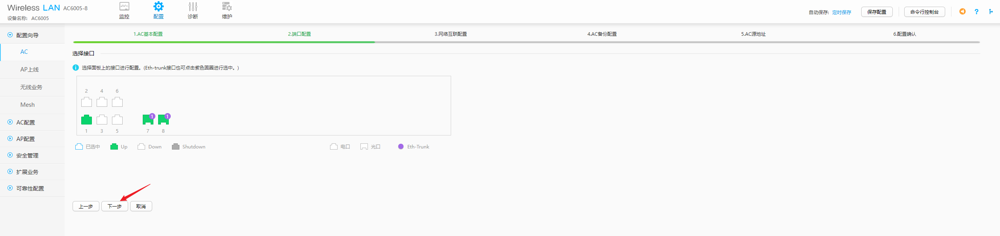 Wireless LAN AC6005-8
设备名称: AC6005
监控
配置
诊断
维护
自动保存: 定时保存
保存配置
命令行控制台
?
配置向导
AC
AP上线
无线业务
Mesh
AC配置
AP配置
安全管理
扩展业务
可靠性配置
1.AC基本配置
2.端口配置
3.网络互联配置
4.AC备份配置
5.AC源地址
6.配置确认
选择接口
i 选择面板上的接口进行配置。(Eth-trunk接口也可点击紫色圆圈进行选中。)
2 4 6
1 1
1 3 5 7 8
已选中 Up Down Shutdown 电口 光口 Eth-Trunk
上一步 下一步 取消